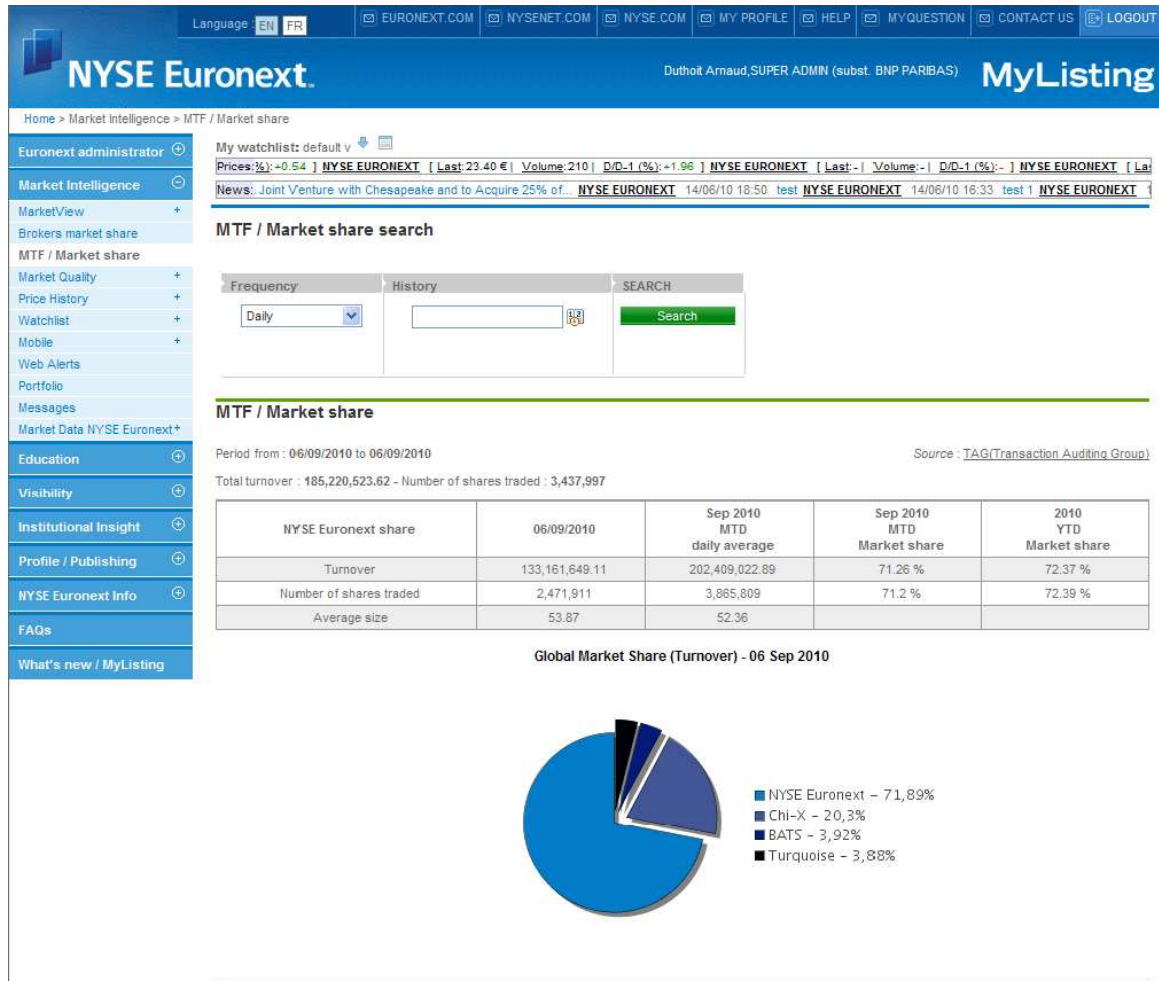 Language : EN FR
EURONEXT.COM NYSENET.COM NYSE.COM MY PROFILE HELP MYQUESTION CONTACT US LOGOUT
NYSE Euronext.
Duthoit Arnaud,SUPER ADMIN (subst. BNP PARIBAS)
MyListing
Home > Market Intelligence > MTF / Market share
Euronext administrator
Market Intelligence
MarketView +
Brokers market share
MTF / Market share
Market Quality +
Price History +
Watchlist +
Mobile +
Web Alerts
Portfolio
Messages
Market Data NYSE Euronext +
Education
Visibility
Institutional Insight
Profile / Publishing
NYSE Euronext Info
FAQs
What's new / MyListing
My watchlist: default v
Prices:%):+0.54 ] NYSE EURONEXT [ Last:23.40 € | Volume:210 | D/D-1 (%):+1.96 ] NYSE EURONEXT [ Last:- | Volume:- | D/D-1 (%):- ] NYSE EURONEXT [ La
News: Joint Venture with Chesapeake and to Acquire 25% of... NYSE EURONEXT 14/06/10 18:50 test NYSE EURONEXT 14/06/10 16:33 test 1 NYSE EURONEXT 1
MTF / Market share search
Frequency History SEARCH
Daily Search
MTF / Market share
Period from : 06/09/2010 to 06/09/2010 Source : TAG(Transaction Auditing Group)
Total turnover : 185,220,523.62 - Number of shares traded : 3,437,997
NYSE Euronext share 06/09/2010 Sep 2010 MTD daily average Sep 2010 MTD Market share 2010 YTD Market share
Turnover 133,161,649.11 202,409,022.89 71.26 % 72.37 %
Number of shares traded 2,471,911 3,865,809 71.2 % 72.39 %
Average size 53.87 52.36
Global Market Share (Turnover) - 06 Sep 2010
NYSE Euronext – 71,89%
Chi-X – 20,3%
BATS – 3,92%
Turquoise – 3,88%